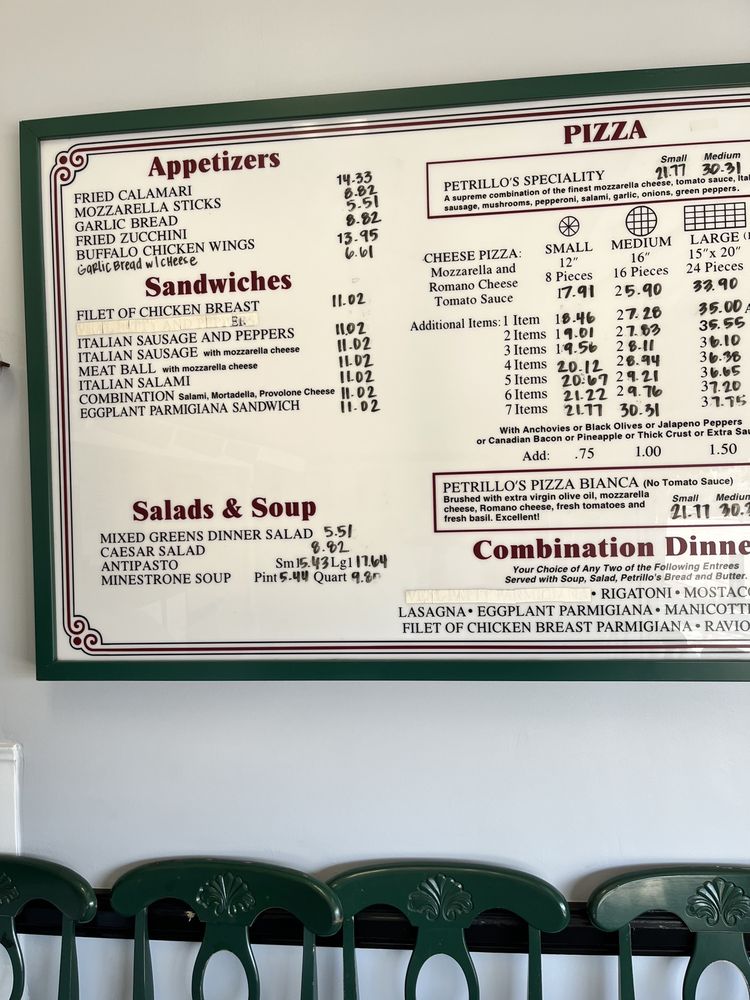 Appetizers
FRIED CALAMARI 14.33
MOZZARELLA STICKS 8.82
GARLIC BREAD 5.51
FRIED ZUCCHINI 8.82
BUFFALO CHICKEN WINGS 13.95
Garlic Bread w/cheese 6.61
Sandwiches
FILET OF CHICKEN BREAST 11.02
ITALIAN SAUSAGE AND PEPPERS 11.02
ITALIAN SAUSAGE with mozzarella cheese 11.02
MEAT BALL with mozzarella cheese 11.02
ITALIAN SALAMI 11.02
COMBINATION Salami, Mortadella, Provolone Cheese 11.02
EGGPLANT PARMIGIANA SANDWICH 11.02
Salads & Soup
MIXED GREENS DINNER SALAD 5.51
CAESAR SALAD 8.82
ANTIPASTO Sm 15.43 Lg 17.64
MINESTRONE SOUP Pint 5.44 Quart
PIZZA
Small Medium
PETRILLO'S SPECIALITY 21.77 30.31
A supreme combination of the finest mozzarella cheese, tomato sauce,
sausage, mushrooms, pepperoni, salami, garlic, onions, green peppers.
CHEESE PIZZA: SMALL MEDIUM LARGE
Mozzarella and 12" 16" 15"x 20"
Romano Cheese 8 Pieces 16 Pieces 24 Pieces
Tomato Sauce 17.91 25.90 33.90
Additional Items: 1 Item 18.46 27.28 35.00
2 Items 19.01 27.83 35.55
3 Items 19.56 28.11 36.10
4 Items 20.12 28.94 36.38
5 Items 20.67 29.21 36.65
6 Items 21.22 29.76 37.20
7 Items 21.77 30.31 37.75
With Anchovies or Black Olives or Jalapeno Peppers
or Canadian Bacon or Pineapple or Thick Crust or Extra
Add: .75 1.00 1.50
PETRILLO'S PIZZA BIANCA (No Tomato Sauce)
Brushed with extra virgin olive oil, mozzarella Small Medium
cheese, Romano cheese, fresh tomatoes and 21.77
fresh basil. Excellent!
Combination Dinne
Your Choice of Any Two of the Following Entrees
Served with Soup, Salad, Petrillo's Bread and Butter.
• RIGATONI • MOSTACC
LASAGNA • EGGPLANT PARMIGIANA • MANICOTT
FILET OF CHICKEN BREAST PARMIGIANA • RAVIO